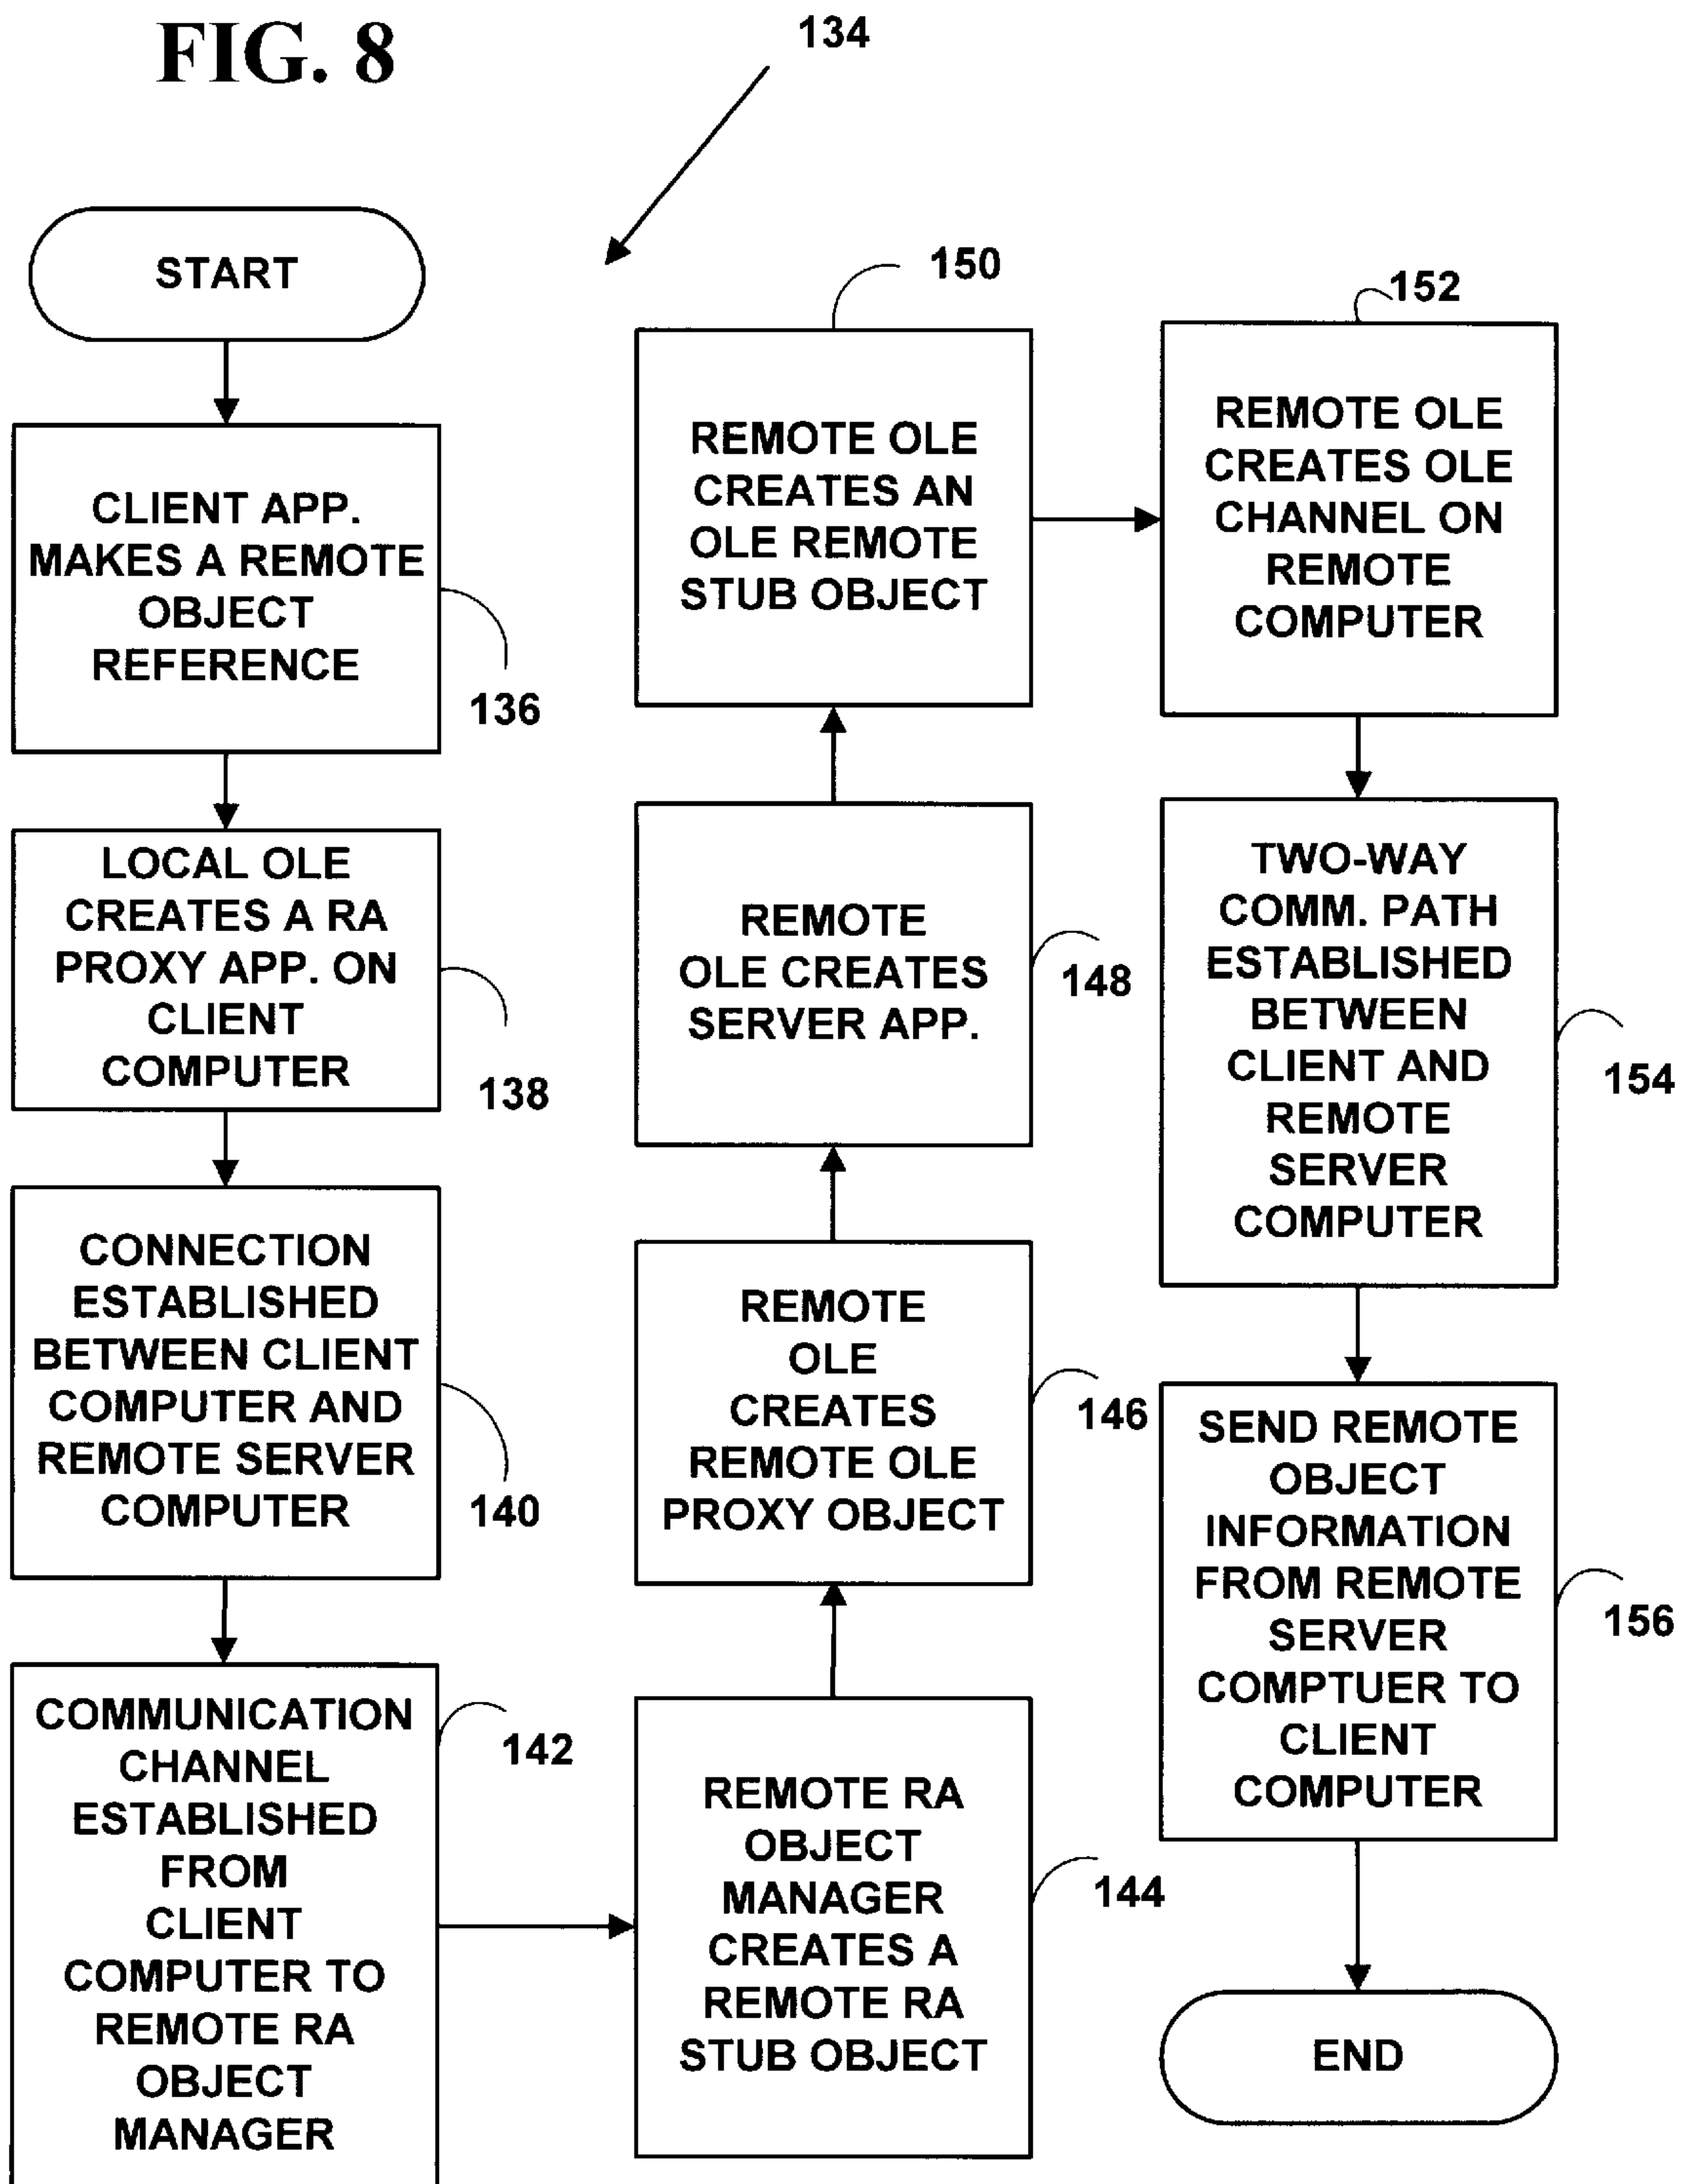 FIG. 8
134
START
CLIENT APP.
MAKES A REMOTE
OBJECT
REFERENCE
136
LOCAL OLE
CREATES A RA
PROXY APP. ON
CLIENT
COMPUTER
138
CONNECTION
ESTABLISHED
BETWEEN CLIENT
COMPUTER AND
REMOTE SERVER
COMPUTER
140
COMMUNICATION
CHANNEL
ESTABLISHED
FROM
CLIENT
COMPUTER TO
REMOTE RA
OBJECT
MANAGER
142
REMOTE RA
OBJECT
MANAGER
CREATES A
REMOTE RA
STUB OBJECT
144
REMOTE
OLE
CREATES
REMOTE OLE
PROXY OBJECT
146
REMOTE
OLE CREATES
SERVER APP.
148
REMOTE OLE
CREATES AN
OLE REMOTE
STUB OBJECT
150
REMOTE OLE
CREATES OLE
CHANNEL ON
REMOTE
COMPUTER
152
TWO-WAY
COMM. PATH
ESTABLISHED
BETWEEN
CLIENT AND
REMOTE
SERVER
COMPUTER
154
SEND REMOTE
OBJECT
INFORMATION
FROM REMOTE
SERVER
COMPTUER TO
CLIENT
COMPUTER
156
END